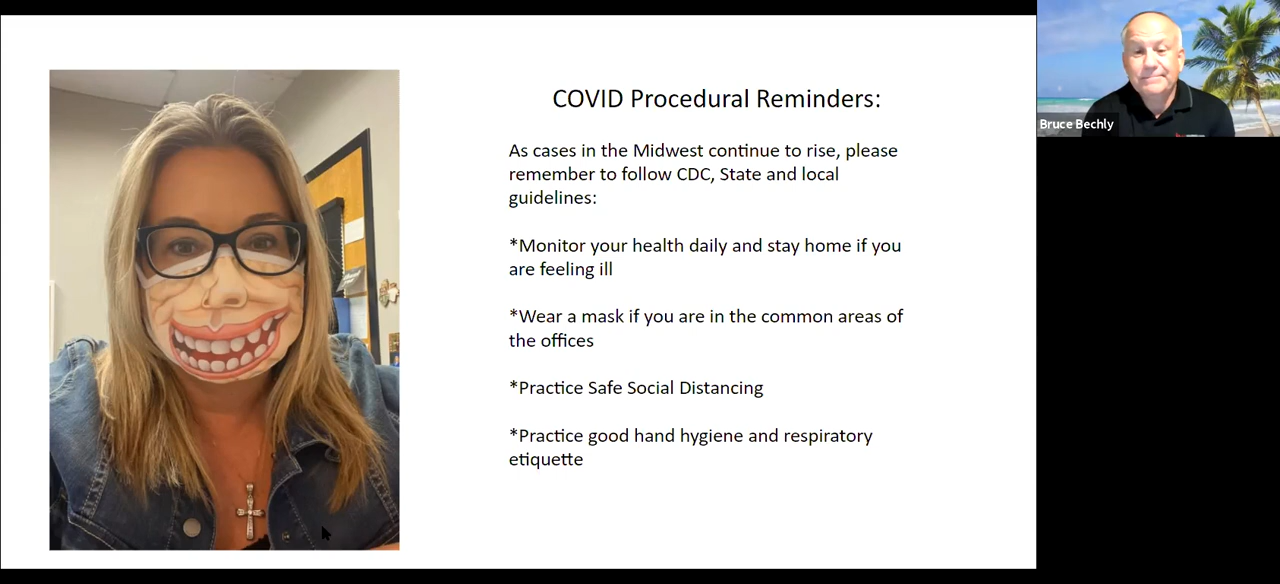 COVID Procedural Reminders:
As cases in the Midwest continue to rise, please
remember to follow CDC, State and local
guidelines:
*Monitor your health daily and stay home if you
are feeling ill
*Wear a mask if you are in the common areas of
the offices
*Practice Safe Social Distancing
*Practice good hand hygiene and respiratory
etiquette
Bruce Bechly